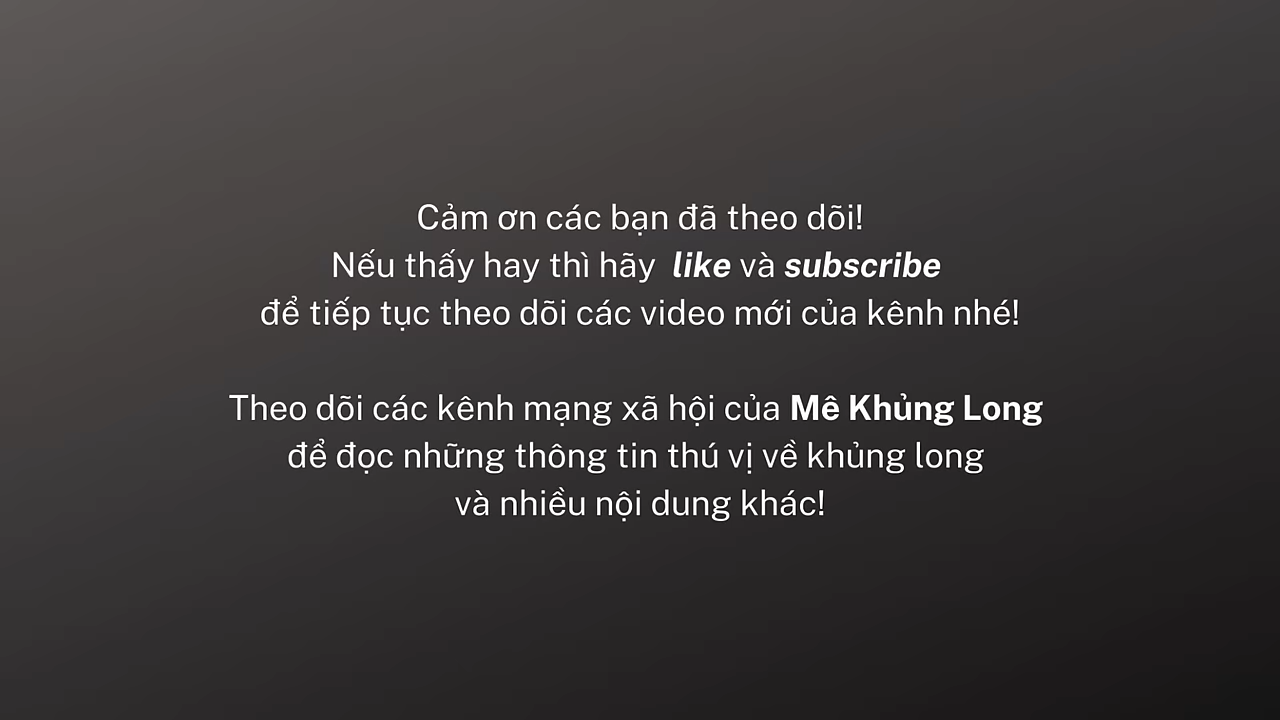 Cảm ơn các bạn đã theo dõi!
Nếu thấy hay thì hãy like và subscribe
để tiếp tục theo dõi các video mới của kênh nhé!
Theo dõi các kênh mạng xã hội của Mê Khủng Long
để đọc những thông tin thú vị về khủng long
và nhiều nội dung khác!